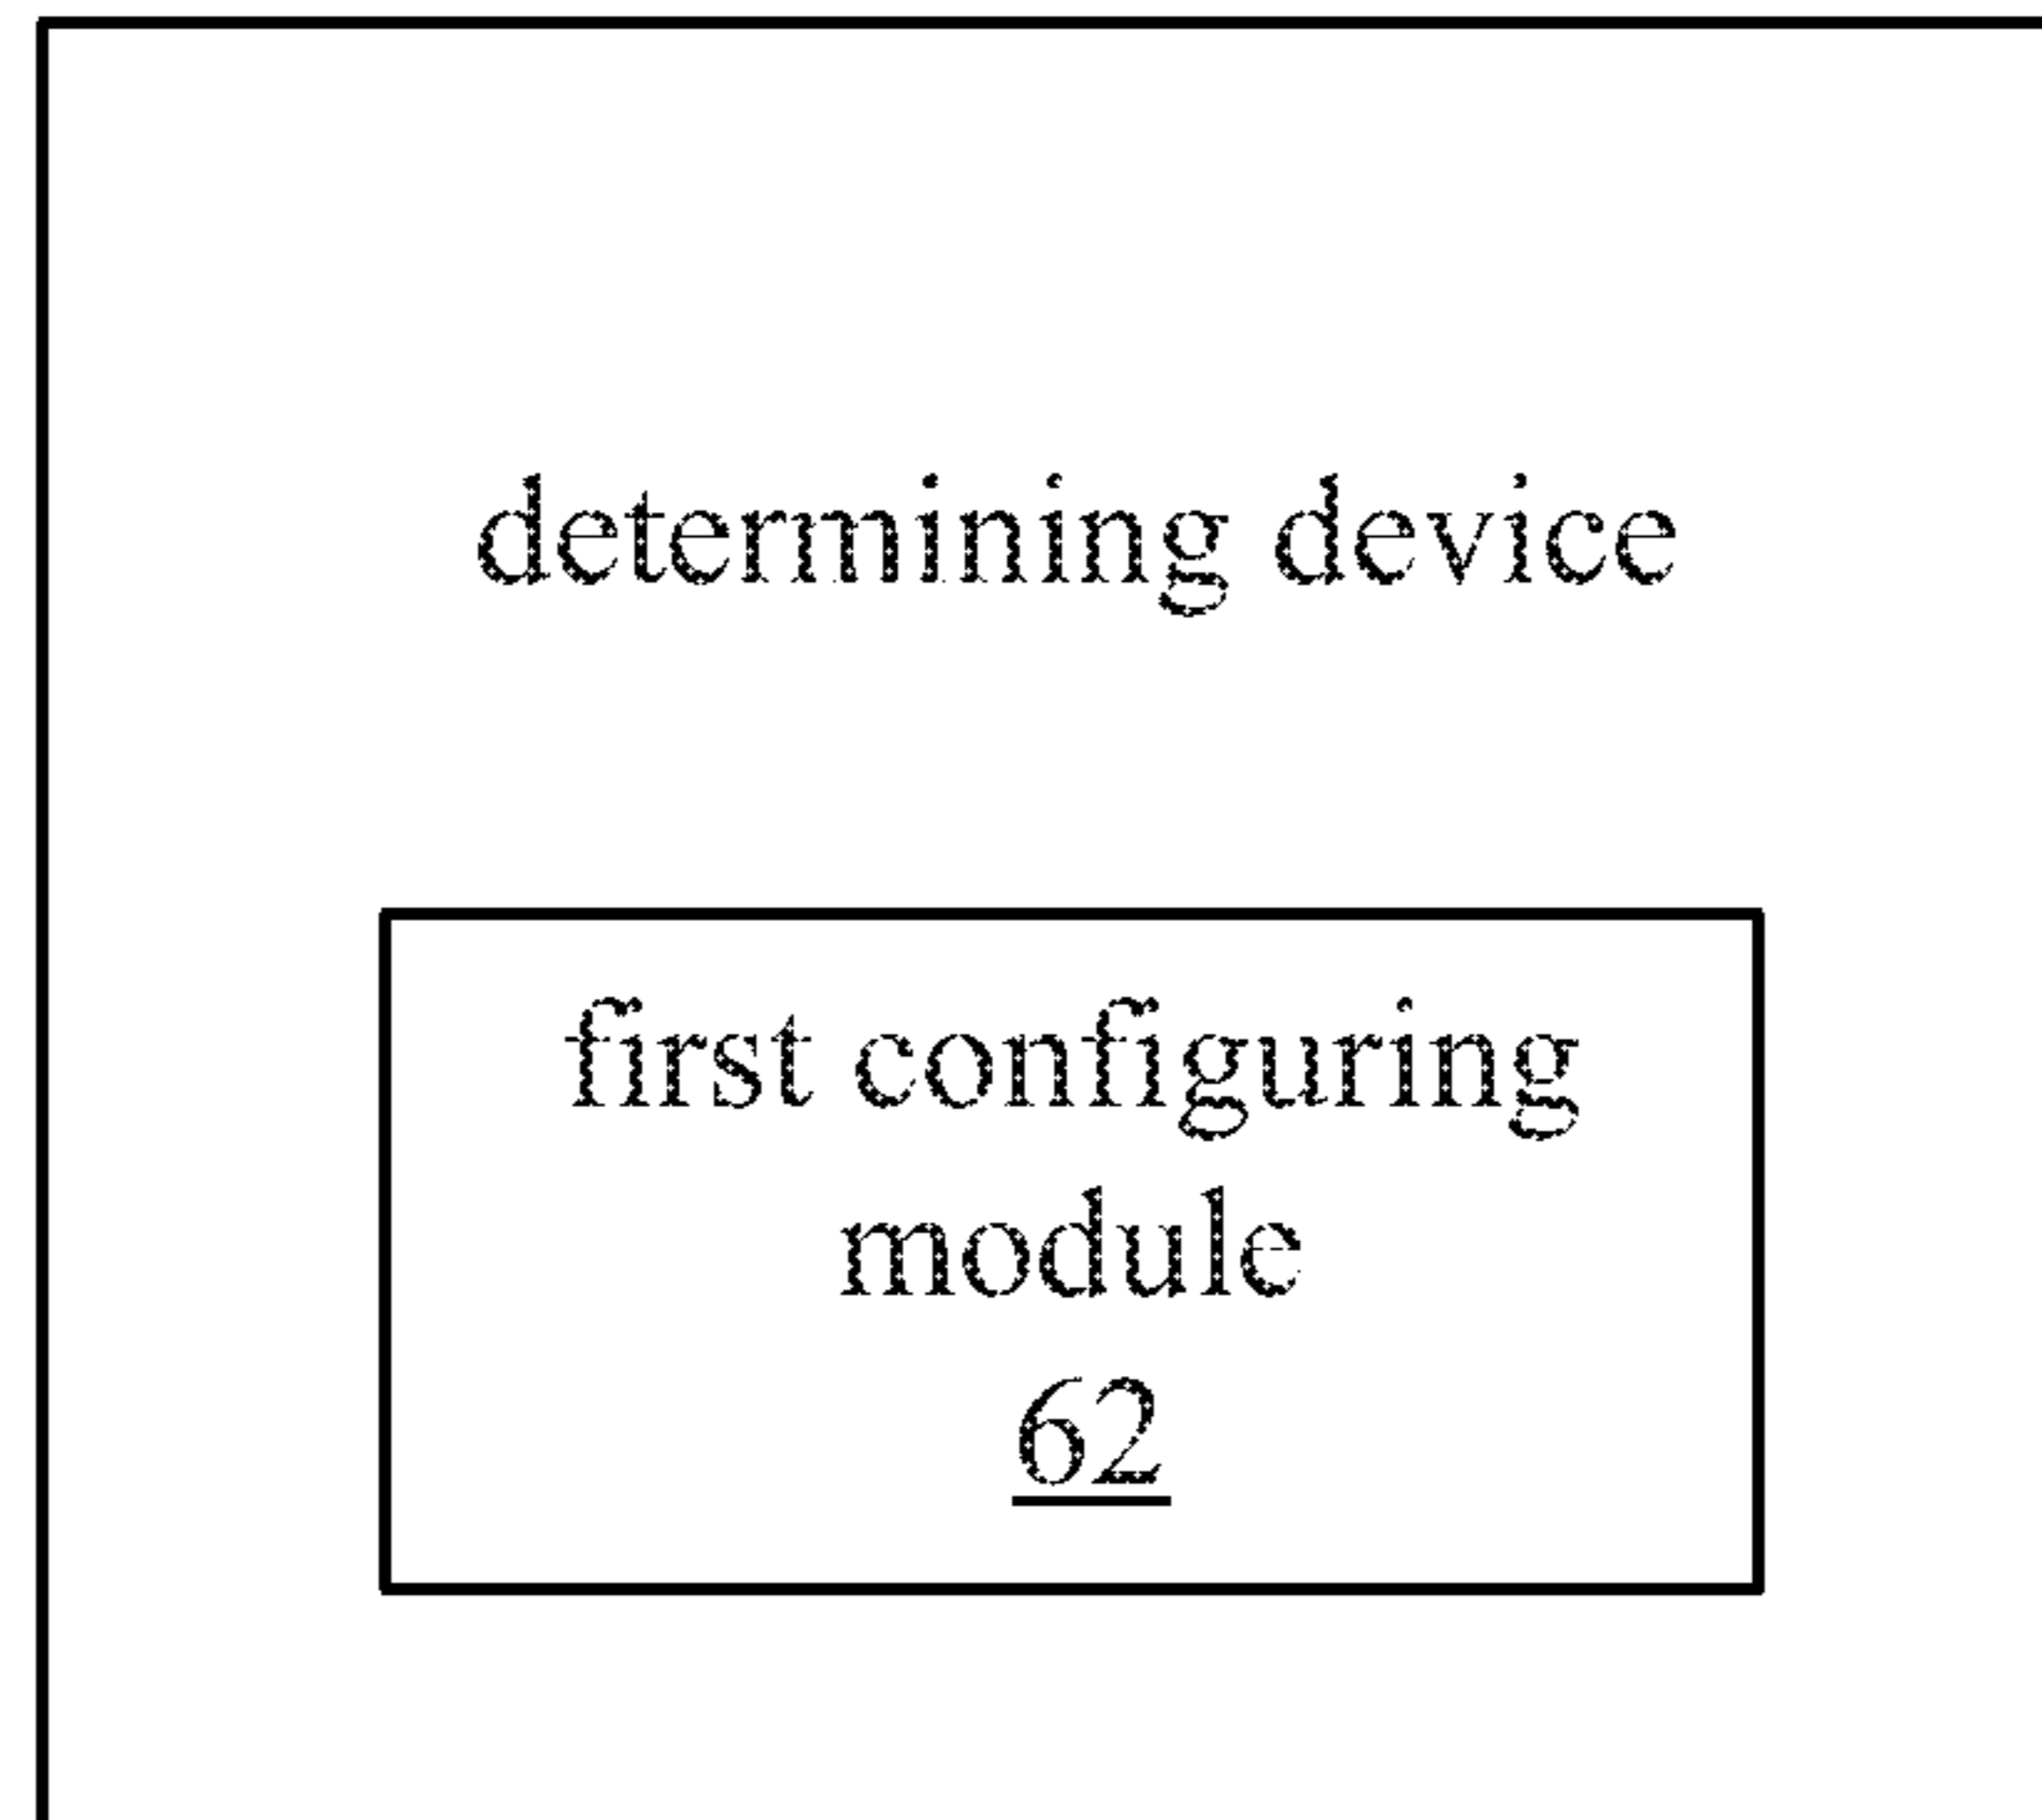 determining device
first configuring
module
62